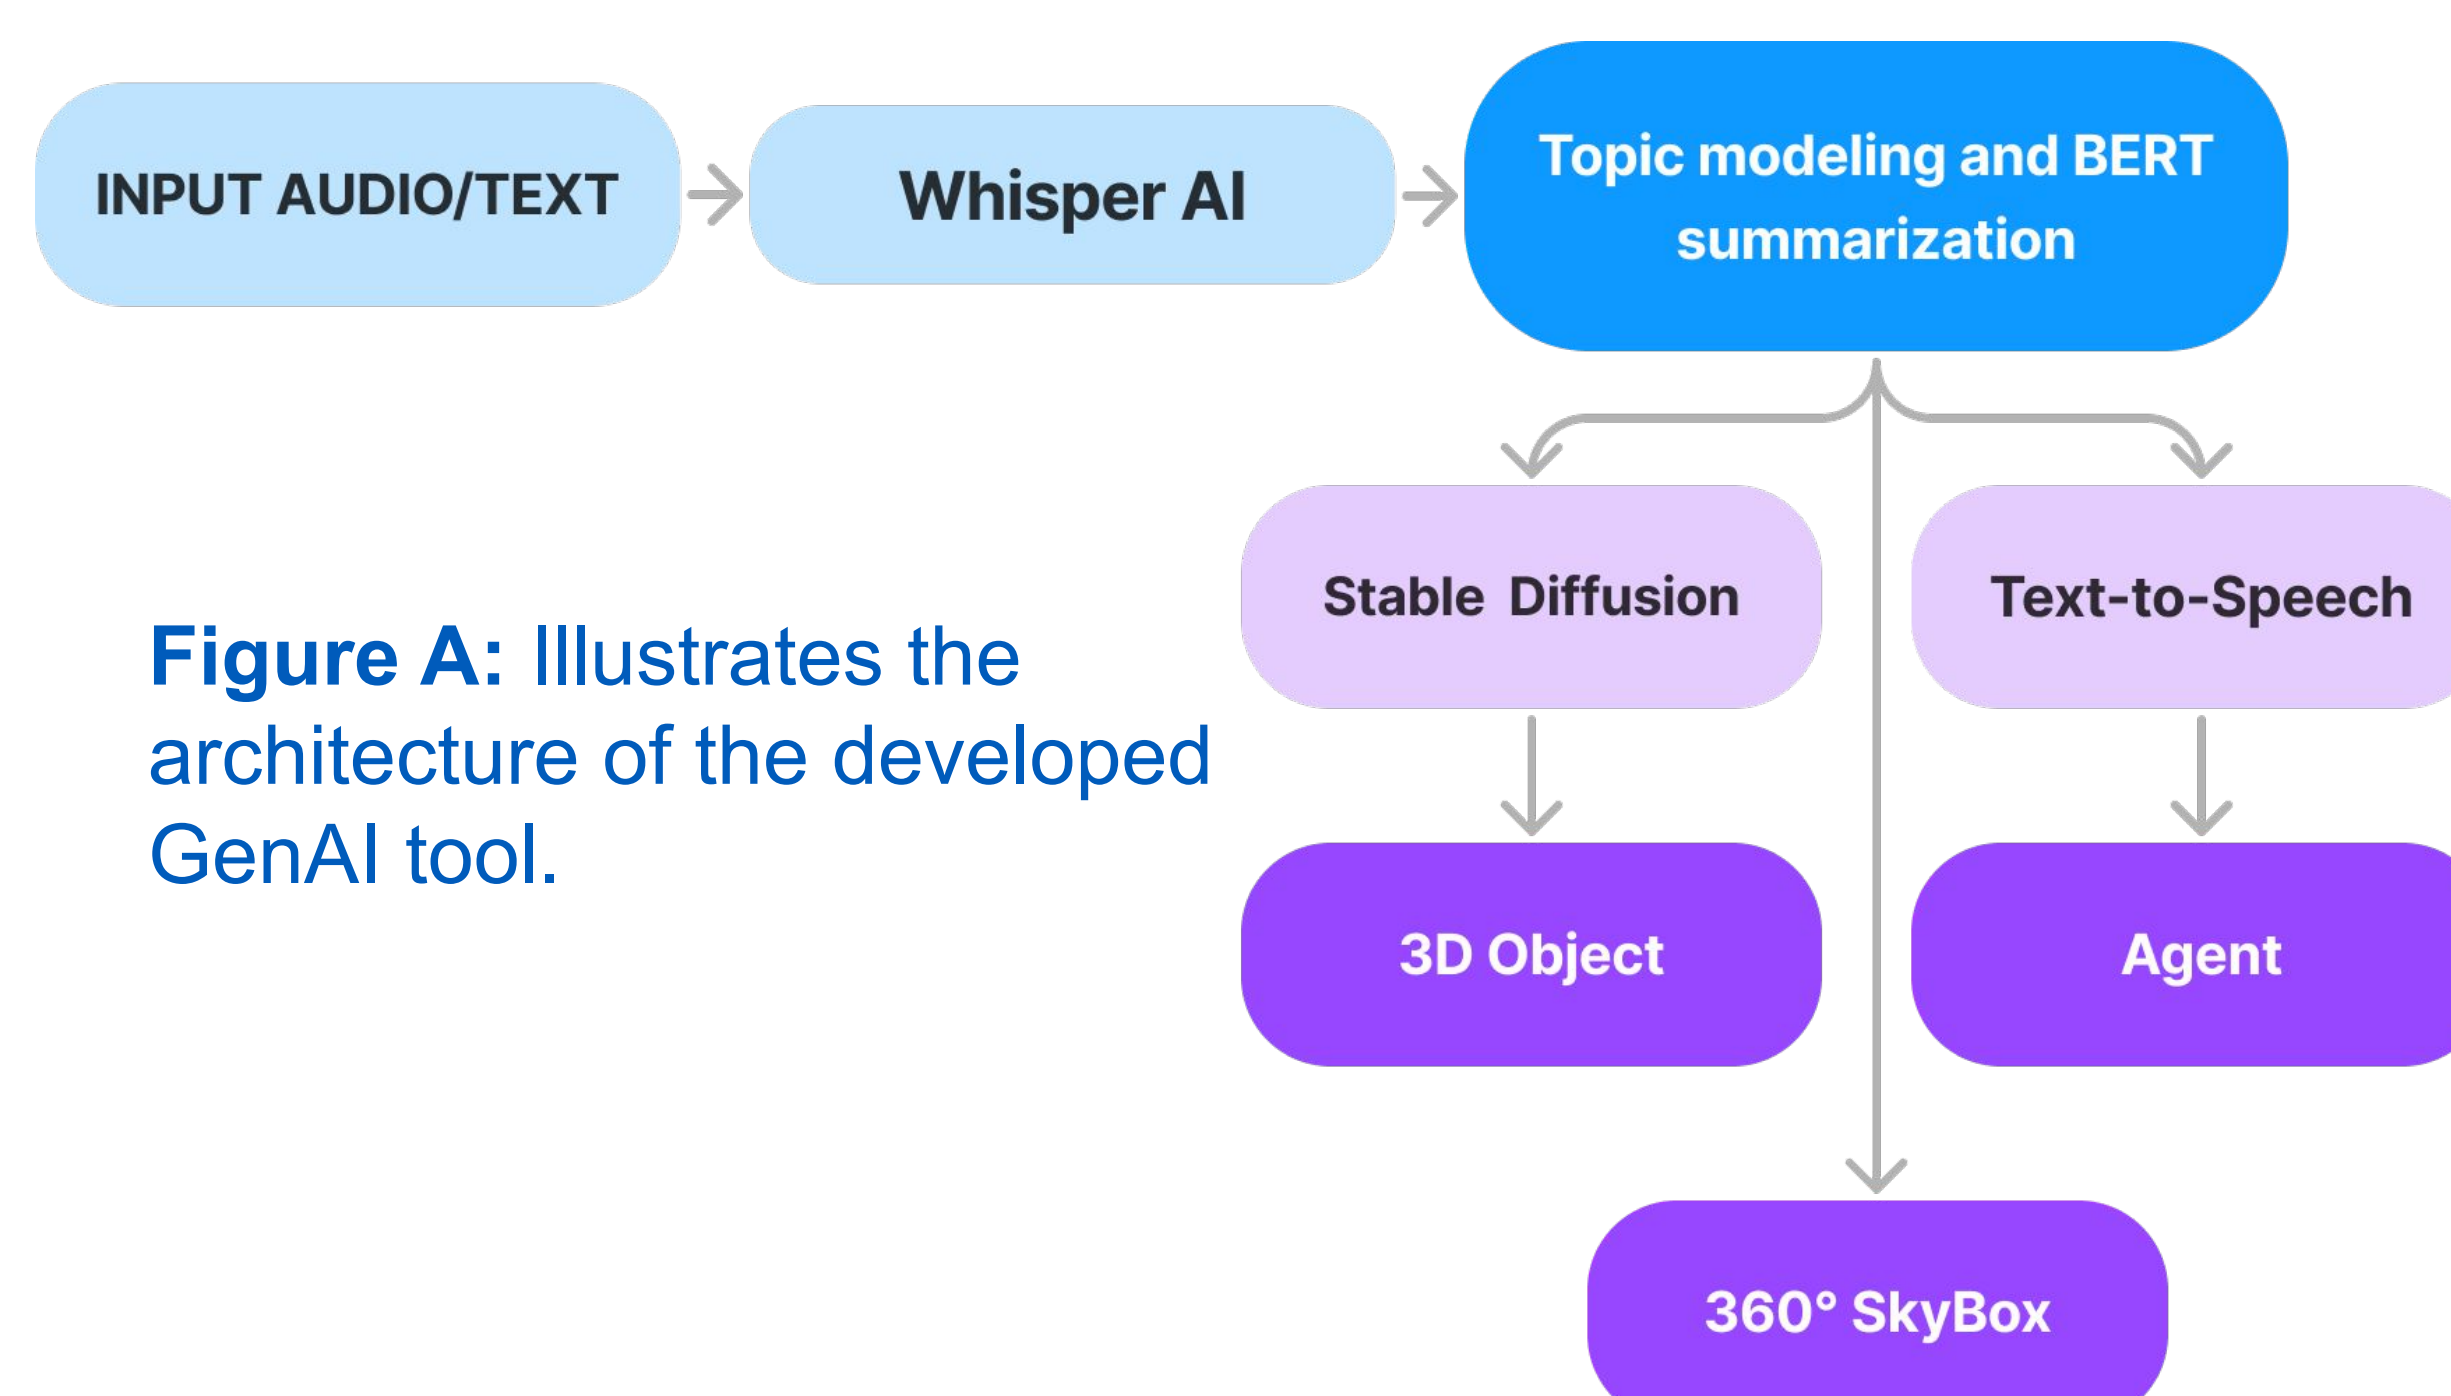 INPUT AUDIO/TEXT
Whisper AI
Topic modeling and BERT
summarization
Stable Diffusion
Text-to-Speech
Figure A: Illustrates the
architecture of the developed
GenAI tool.
3D Object
Agent
360° SkyBox